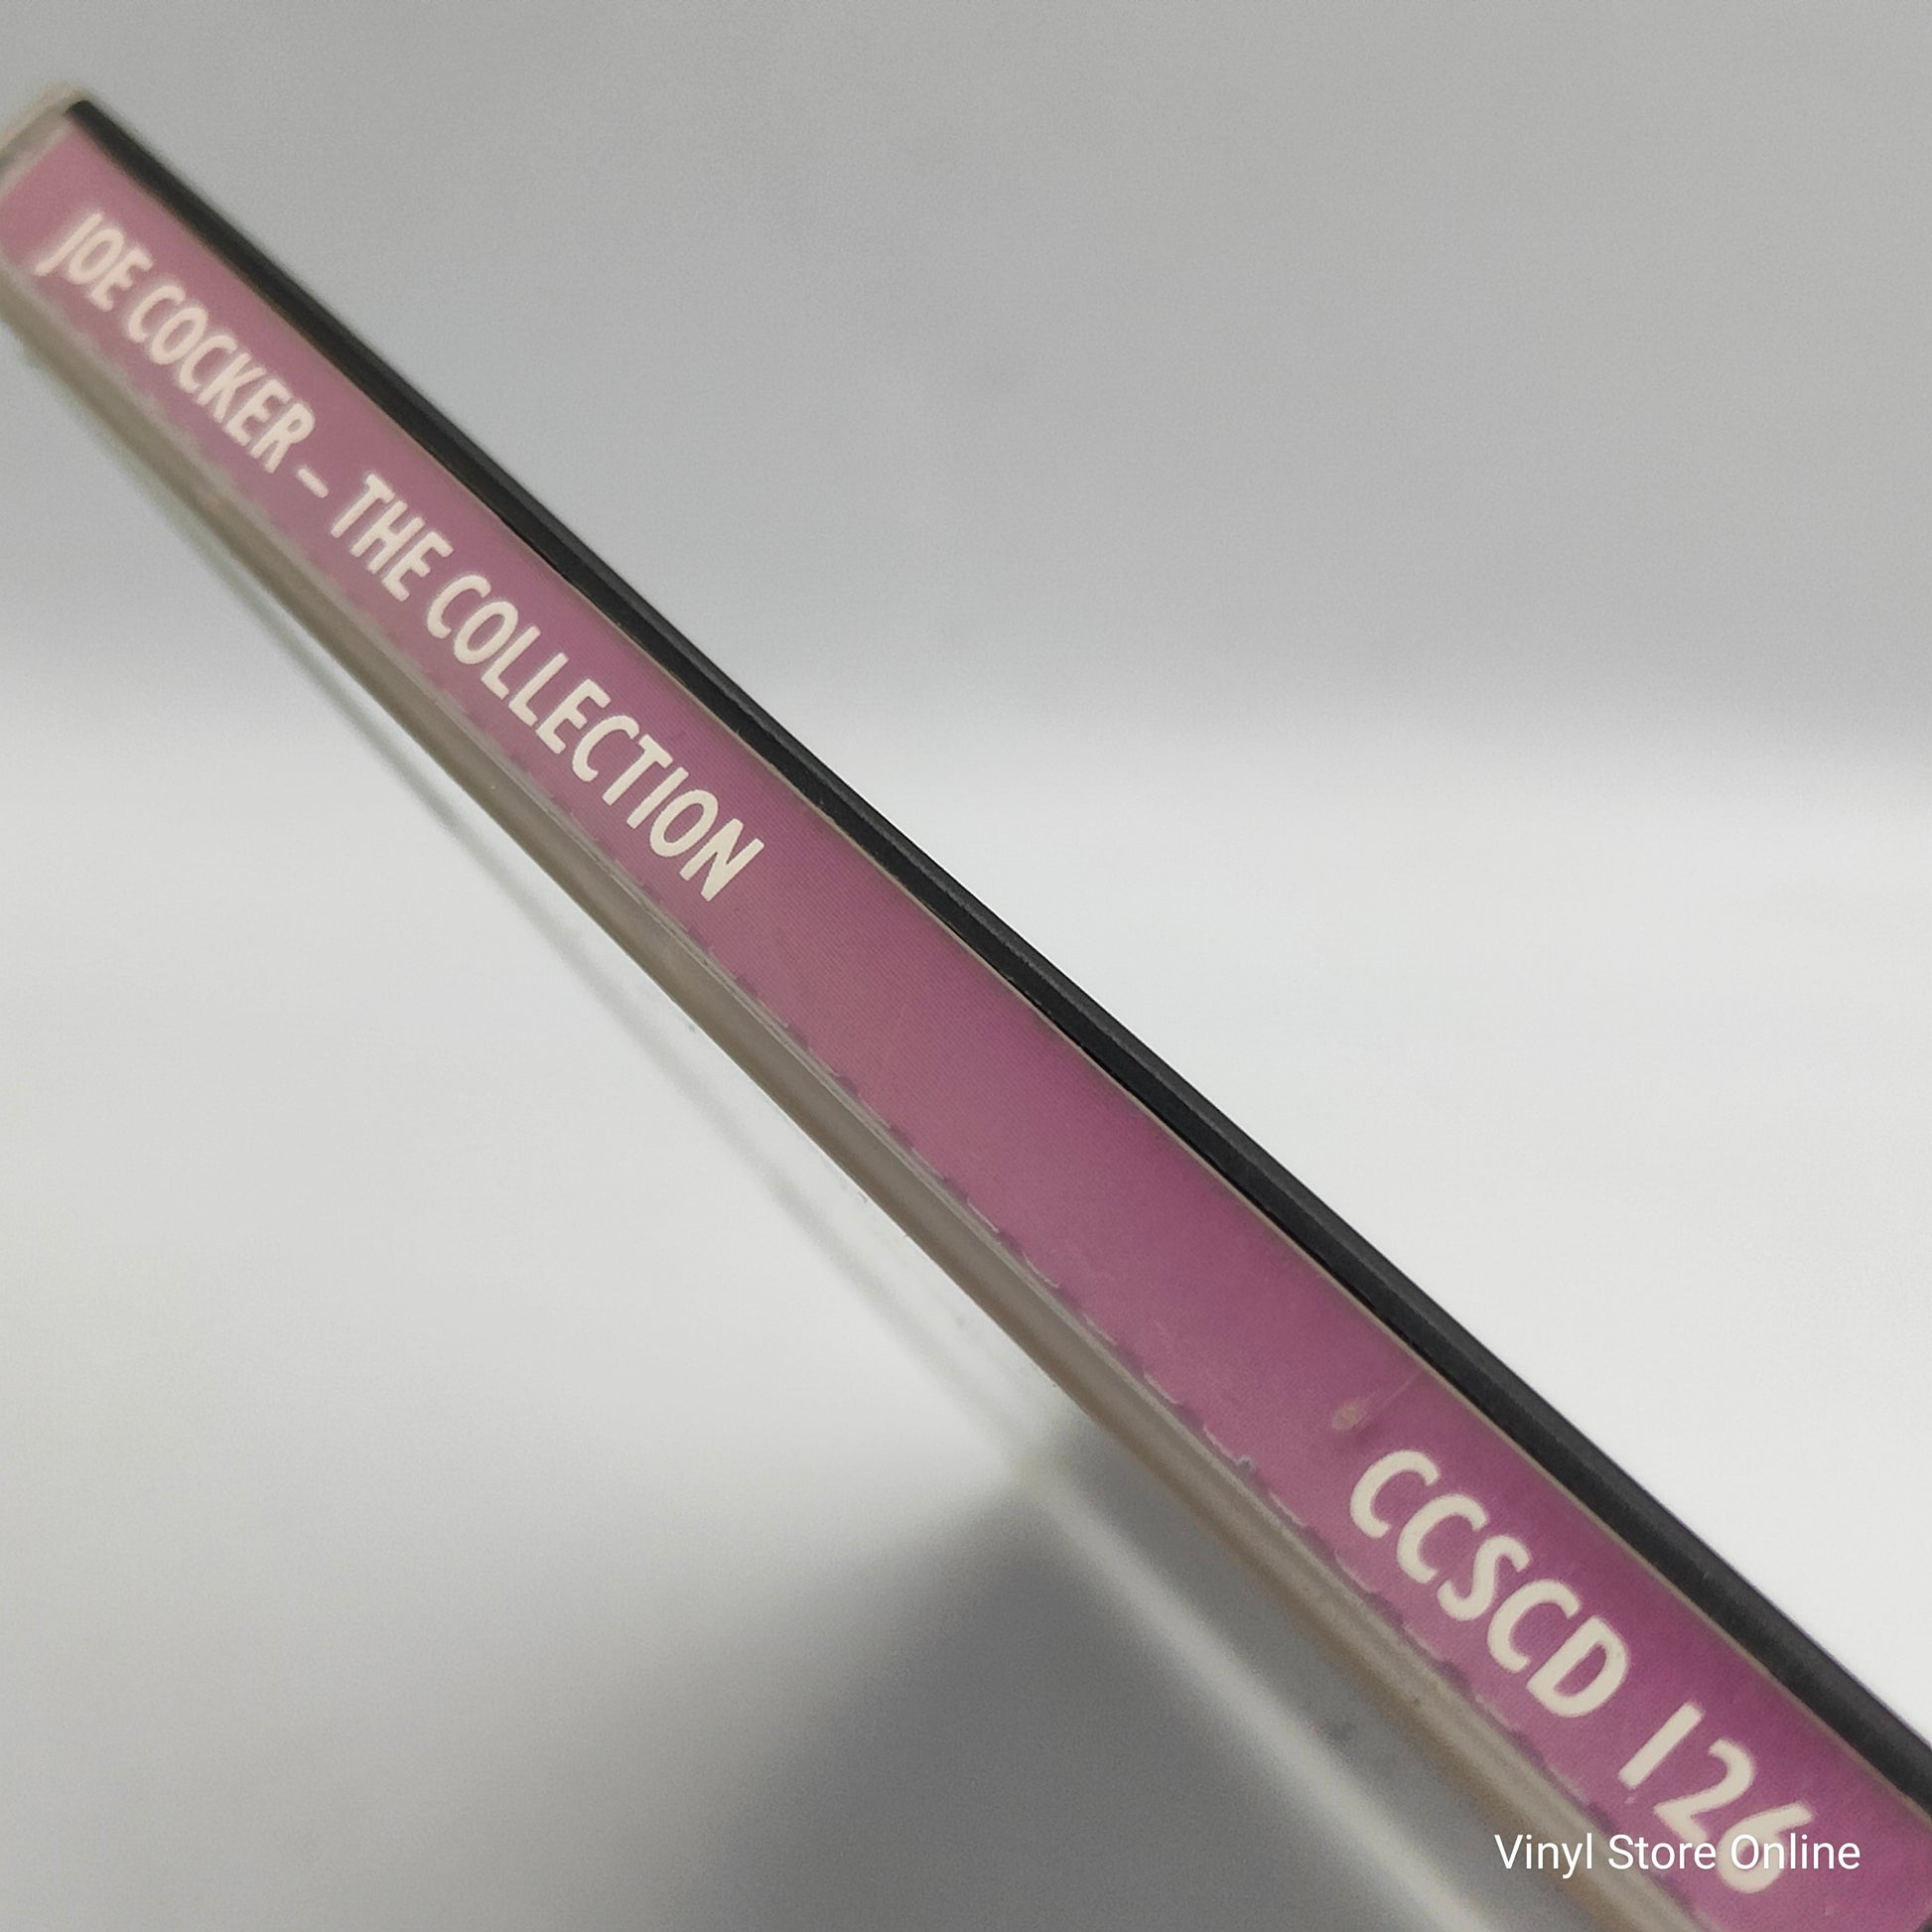 JOE COCKER – THE COLLECTION
CCSCD 126
Vinyl Store Online